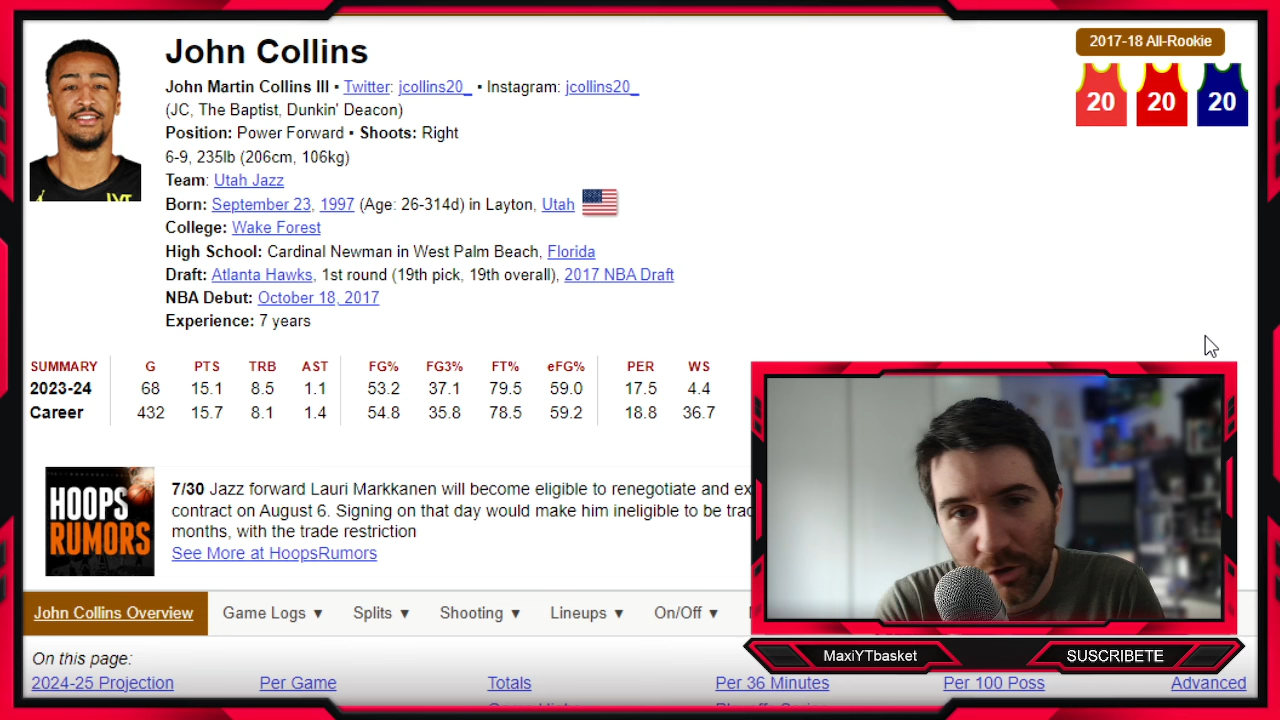 John Collins
John Martin Collins III ▪ Twitter: jcollins20_ ▪ Instagram: jcollins20_
(JC, The Baptist, Dunkin' Deacon)
Position: Power Forward ▪ Shoots: Right
6-9, 235lb (206cm, 106kg)
Team: Utah Jazz
Born: September 23, 1997 (Age: 26-314d) in Layton, Utah
College: Wake Forest
High School: Cardinal Newman in West Palm Beach, Florida
Draft: Atlanta Hawks, 1st round (19th pick, 19th overall), 2017 NBA Draft
NBA Debut: October 18, 2017
Experience: 7 years
2017-18 All-Rookie
20 20 20
SUMMARY G PTS TRB AST FG% FG3% FT% eFG% PER WS
2023-24 68 15.1 8.5 1.1 53.2 37.1 79.5 59.0 17.5 4.4
Career 432 15.7 8.1 1.4 54.8 35.8 78.5 59.2 18.8 36.7
HOOPS
RUMORS
7/30 Jazz forward Lauri Markkanen will become eligible to renegotiate and ex
contract on August 6. Signing on that day would make him ineligible to be trad
months, with the trade restriction
See More at HoopsRumors
John Collins Overview Game Logs ▼ Splits ▼ Shooting ▼ Lineups ▼ On/Off ▼
MaxiYTbasket SUSCRIBETE
On this page:
2024-25 Projection Per Game Totals Per 36 Minutes Per 100 Poss Advanced